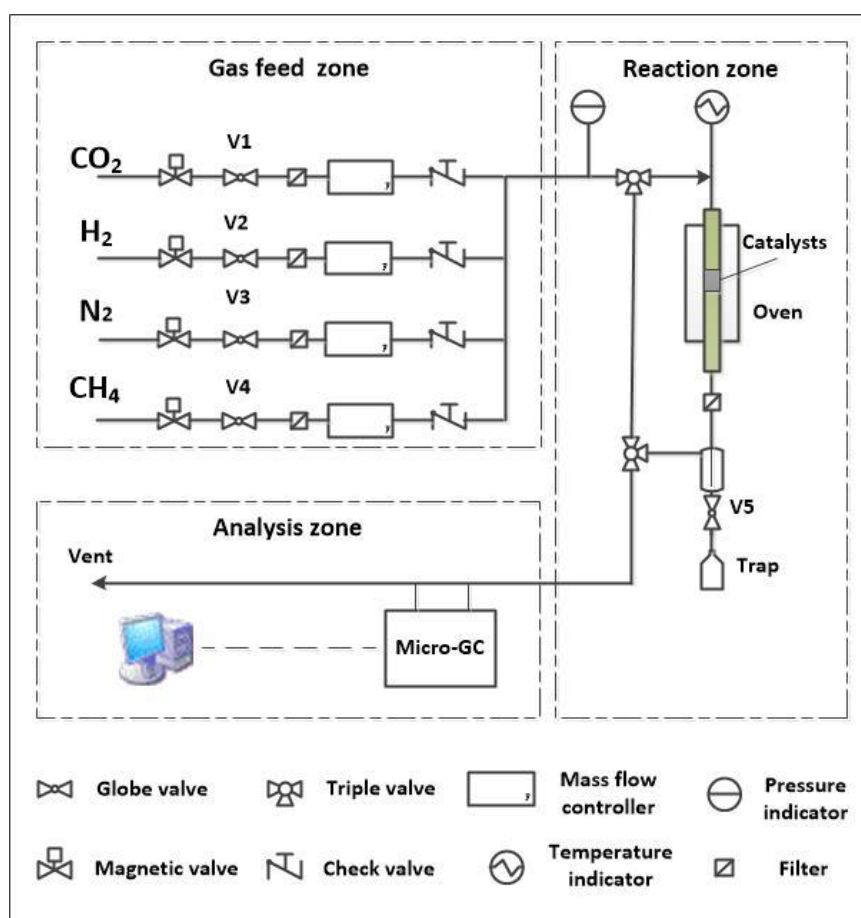 Gas feed zone
Reaction zone
V1
CO₂
V2
H₂
V3
N₂
V4
CH₄
Catalysts
Oven
V5
Trap
Analysis zone
Vent
Micro-GC
Globe valve
Triple valve
Mass flow
controller
Pressure
indicator
Magnetic valve
Check valve
Temperature
indicator
Filter